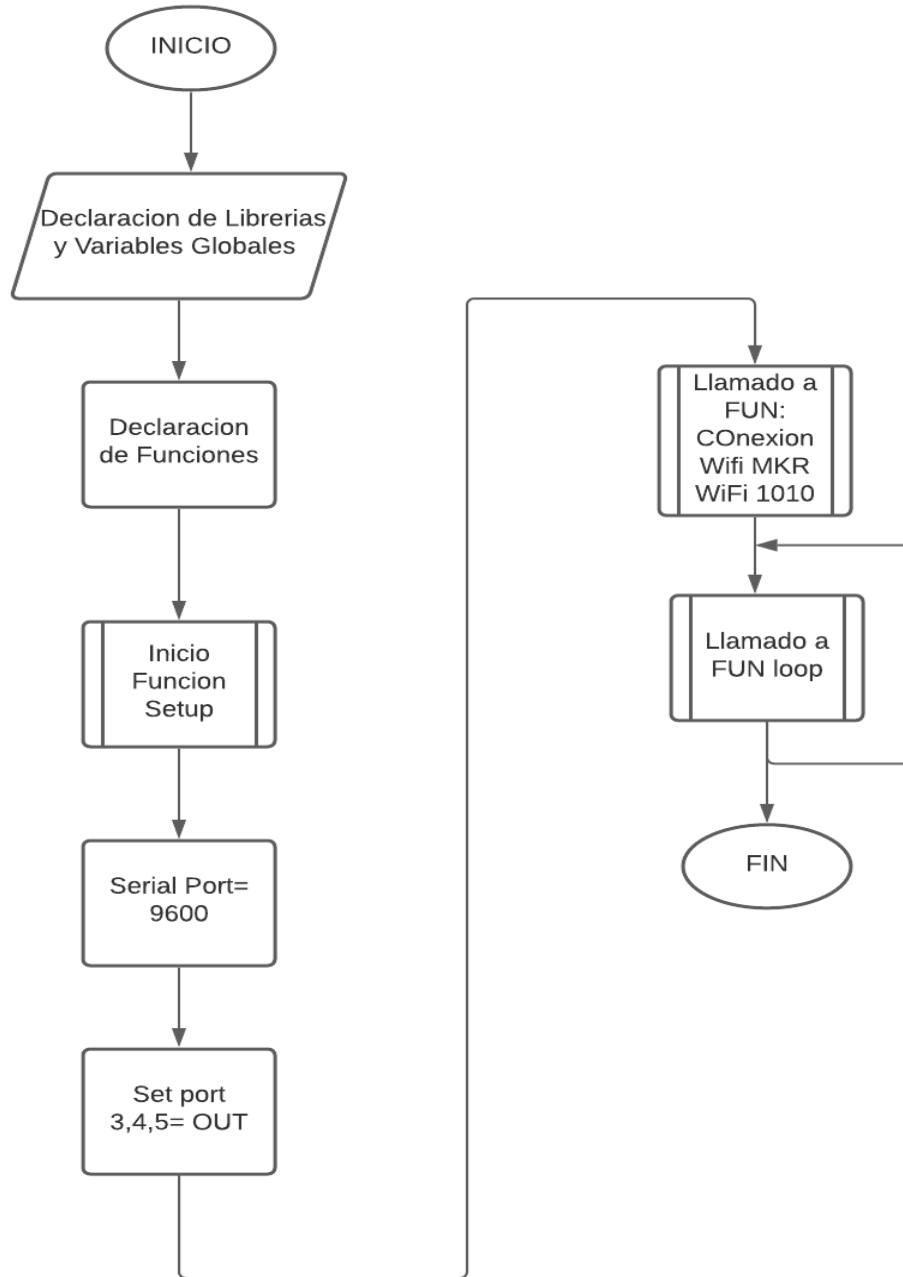 INICIO
Declaracion de Librerias
y Variables Globales
Declaracion
de Funciones
Inicio
Funcion
Setup
Serial Port=
9600
Set port
3,4,5= OUT
Llamado a
FUN:
COnexion
Wifi MKR
WiFi 1010
Llamado a
FUN loop
FIN